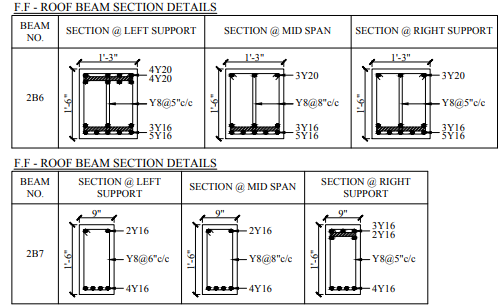 F.F - ROOF BEAM SECTION DETAILS
BEAM NO. SECTION @ LEFT SUPPORT SECTION @ MID SPAN SECTION @ RIGHT SUPPORT
1'-3" 1'-3" 1'-3"
4Y20 3Y20 3Y20
4Y20
2B6 1'-6" Y8@5"c/c 1'-6" Y8@8"c/c 1'-6" Y8@5"c/c
3Y16 3Y16 3Y16
5Y16 5Y16 5Y16
F.F - ROOF BEAM SECTION DETAILS
BEAM NO. SECTION @ LEFT SUPPORT SECTION @ MID SPAN SECTION @ RIGHT SUPPORT
9" 9" 9"
2Y16 2Y16 3Y16
2Y16
2B7 1'-6" Y8@6"c/c 1'-6" Y8@8"c/c 1'-6" Y8@5"c/c
4Y16 4Y16 4Y16